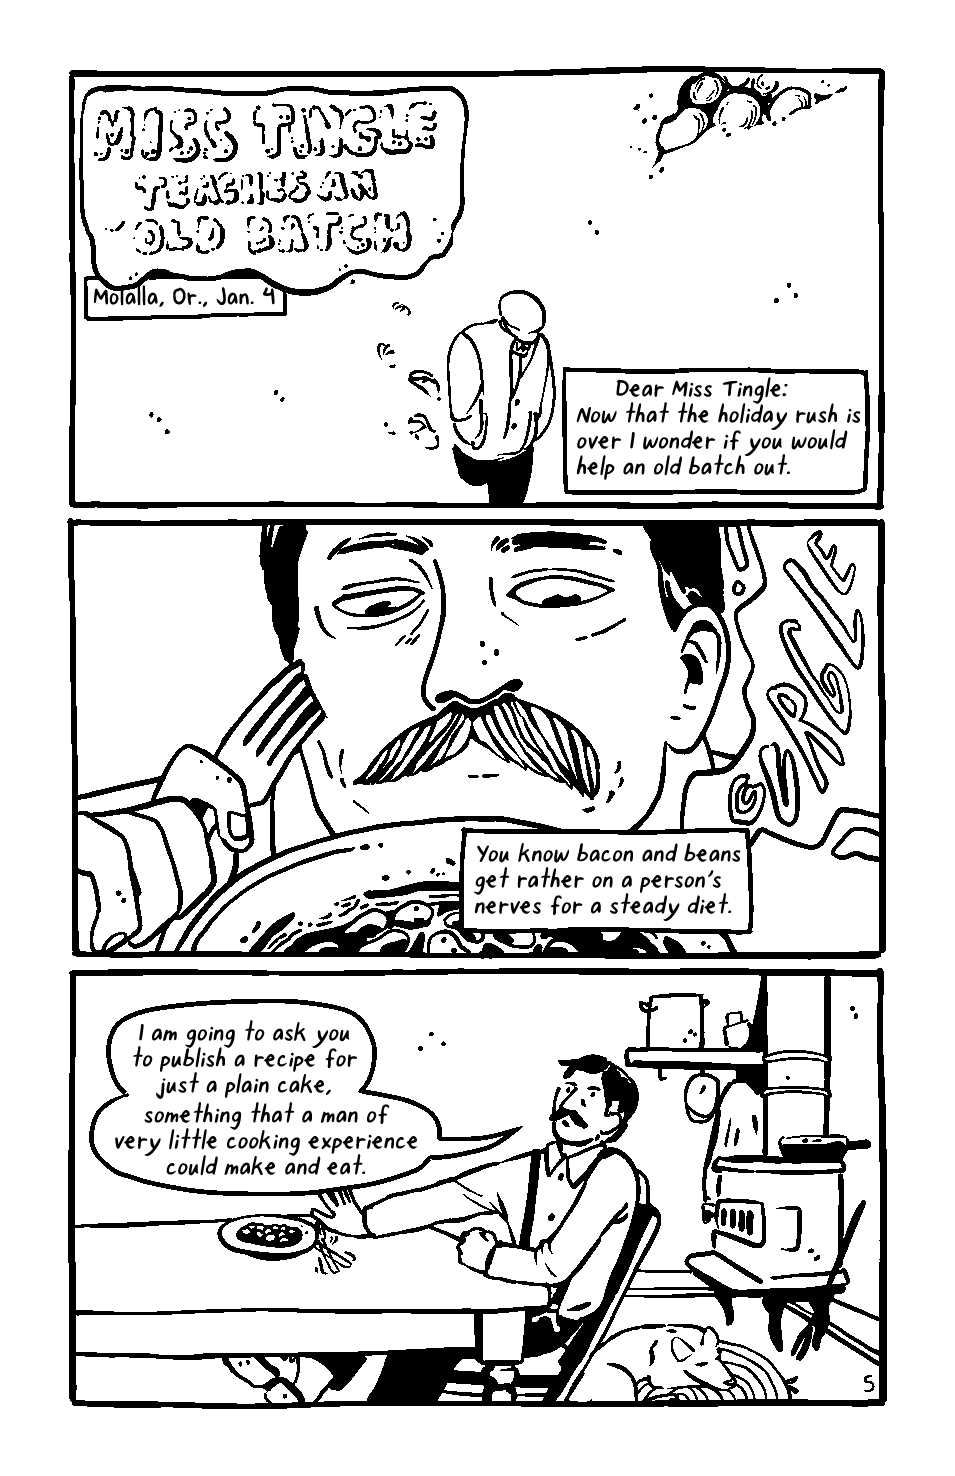 MISS TINGLE
TEACHES AN
OLD BATCH
Molalla, Or., Jan. 4
Dear Miss Tingle:
Now that the holiday rush is
over I wonder if you would
help an old batch out.
GURGLE
You know bacon and beans
get rather on a person's
nerves for a steady diet.
I am going to ask you
to publish a recipe for
just a plain cake,
something that a man of
very little cooking experience
could make and eat.
5